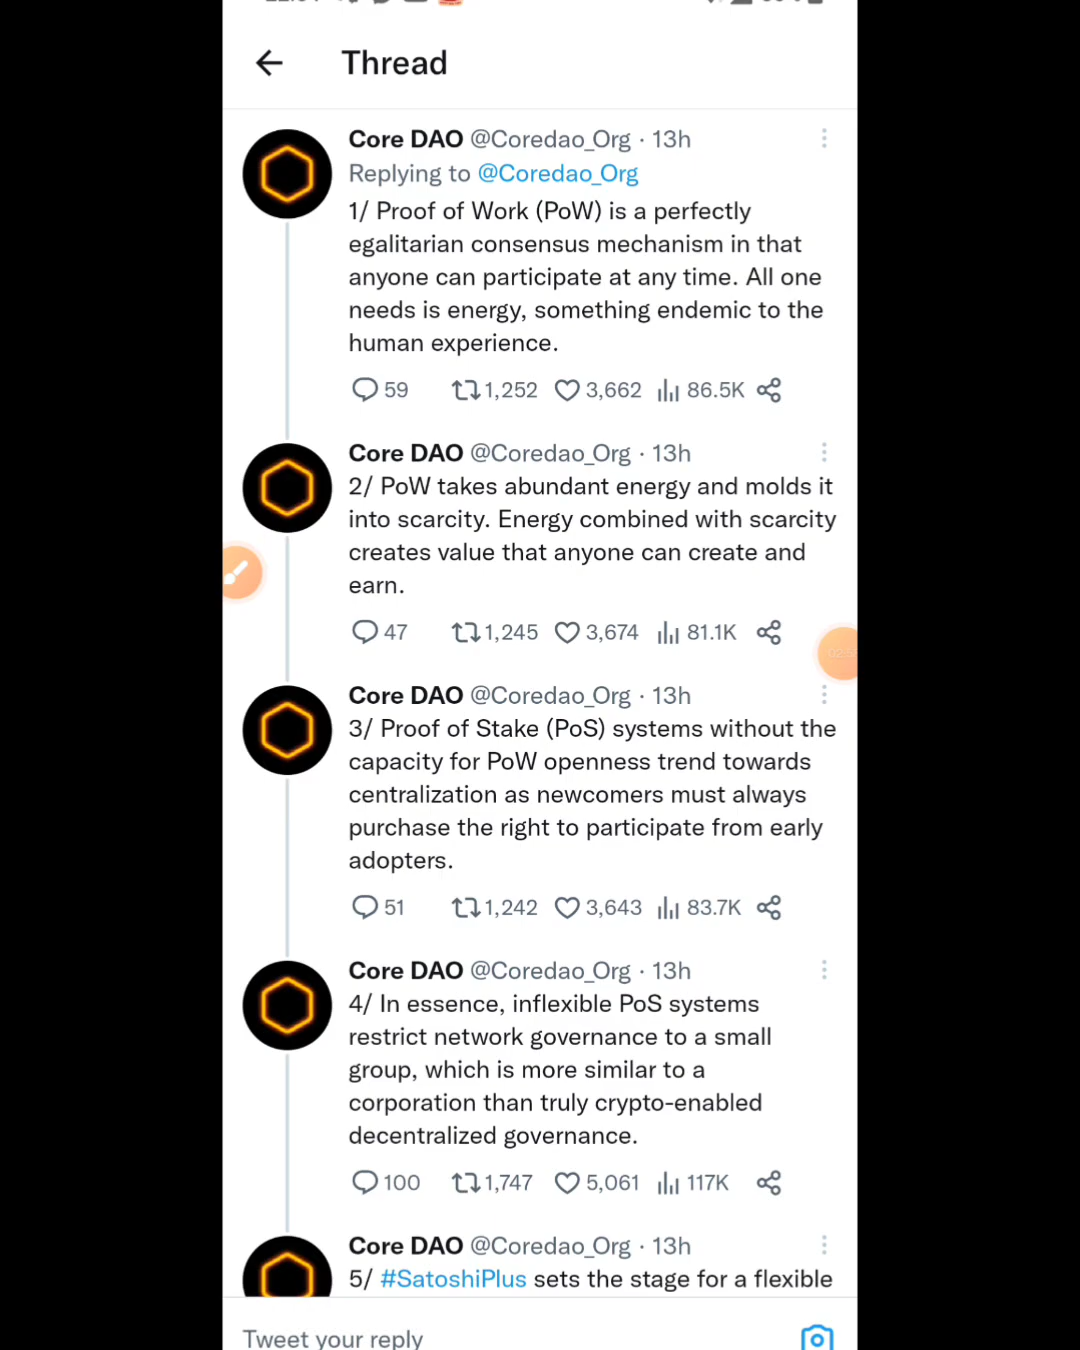 Thread
Core DAO @Coredao_Org · 13h
Replying to @Coredao_Org
1/ Proof of Work (PoW) is a perfectly
egalitarian consensus mechanism in that
anyone can participate at any time. All one
needs is energy, something endemic to the
human experience.
59 1,252 3,662 86.5K
Core DAO @Coredao_Org · 13h
2/ PoW takes abundant energy and molds it
into scarcity. Energy combined with scarcity
creates value that anyone can create and
earn.
47 1,245 3,674 81.1K
Core DAO @Coredao_Org · 13h
3/ Proof of Stake (PoS) systems without the
capacity for PoW openness trend towards
centralization as newcomers must always
purchase the right to participate from early
adopters.
51 1,242 3,643 83.7K
Core DAO @Coredao_Org · 13h
4/ In essence, inflexible PoS systems
restrict network governance to a small
group, which is more similar to a
corporation than truly crypto-enabled
decentralized governance.
100 1,747 5,061 117K
Core DAO @Coredao_Org · 13h
5/ #SatoshiPlus sets the stage for a flexible
Tweet your reply